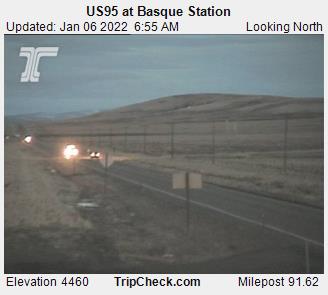 US95 at Basque Station
Updated: Jan 06 2022 6:55 AM Looking North
Elevation 4460 TripCheck.com Milepost 91.62